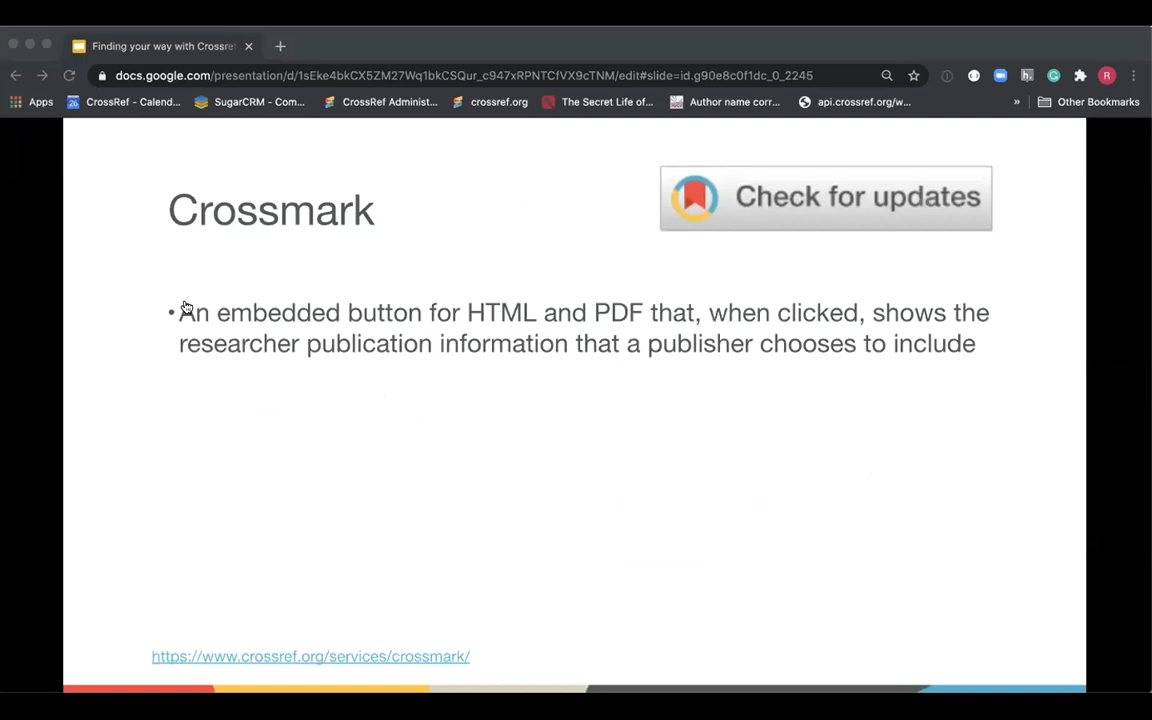 Finding your way with Crossre
docs.google.com/presentation/d/1sEke4bkCX5ZM27Wq1bkCSQur_c947xRPNTCfVX9cTNM/edit#slide=id.g90e8c0f1dc_0_2245
R
Apps
26
CrossRef - Calend...
SugarCRM - Com...
CrossRef Administ...
crossref.org
The Secret Life of...
Author name corr...
api.crossref.org/w...
»
Other Bookmarks
Crossmark
Check for updates
• An embedded button for HTML and PDF that, when clicked, shows the
researcher publication information that a publisher chooses to include
https://www.crossref.org/services/crossmark/